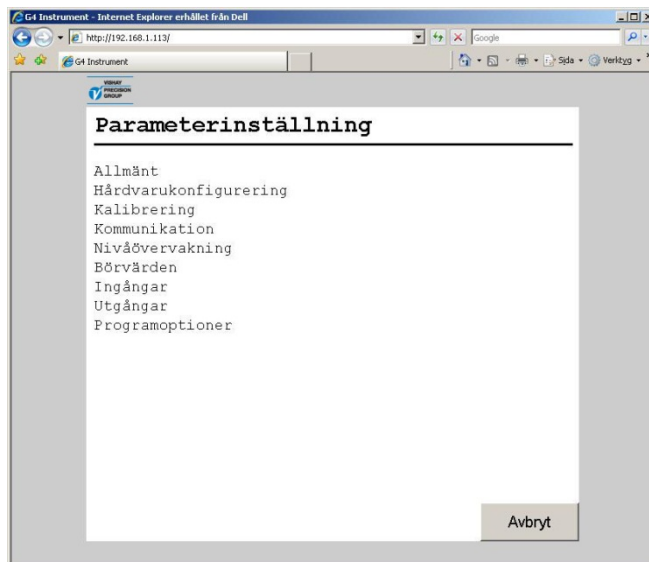 G4 Instrument - Internet Explorer erhållet från Dell
http://192.168.1.113/
Google
G4 Instrument
Sida
Verktyg
VISHAY
PRECISION
GROUP
Parameterinställning
Allmänt
Hårdvarukonfigurering
Kalibrering
Kommunikation
Nivåövervakning
Börvärden
Ingångar
Utgångar
Programoptioner
Avbryt